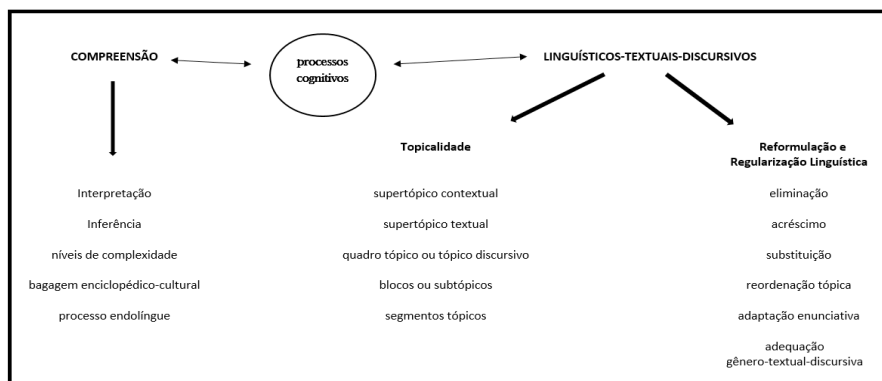 COMPREENSÃO
processos
cognitivos
LINGUÍSTICOS-TEXTUAIS-DISCURSIVOS
Topicalidade
Reformulação e
Regularização Linguística
Interpretação
Inferência
níveis de complexidade
bagagem enciclopédico-cultural
processo endolíngue
supertópico contextual
supertópico textual
quadro tópico ou tópico discursivo
blocos ou subtópicos
segmentos tópicos
eliminação
acréscimo
substituição
reordenação tópica
adaptação enunciativa
adequação
gênero-textual-discursiva